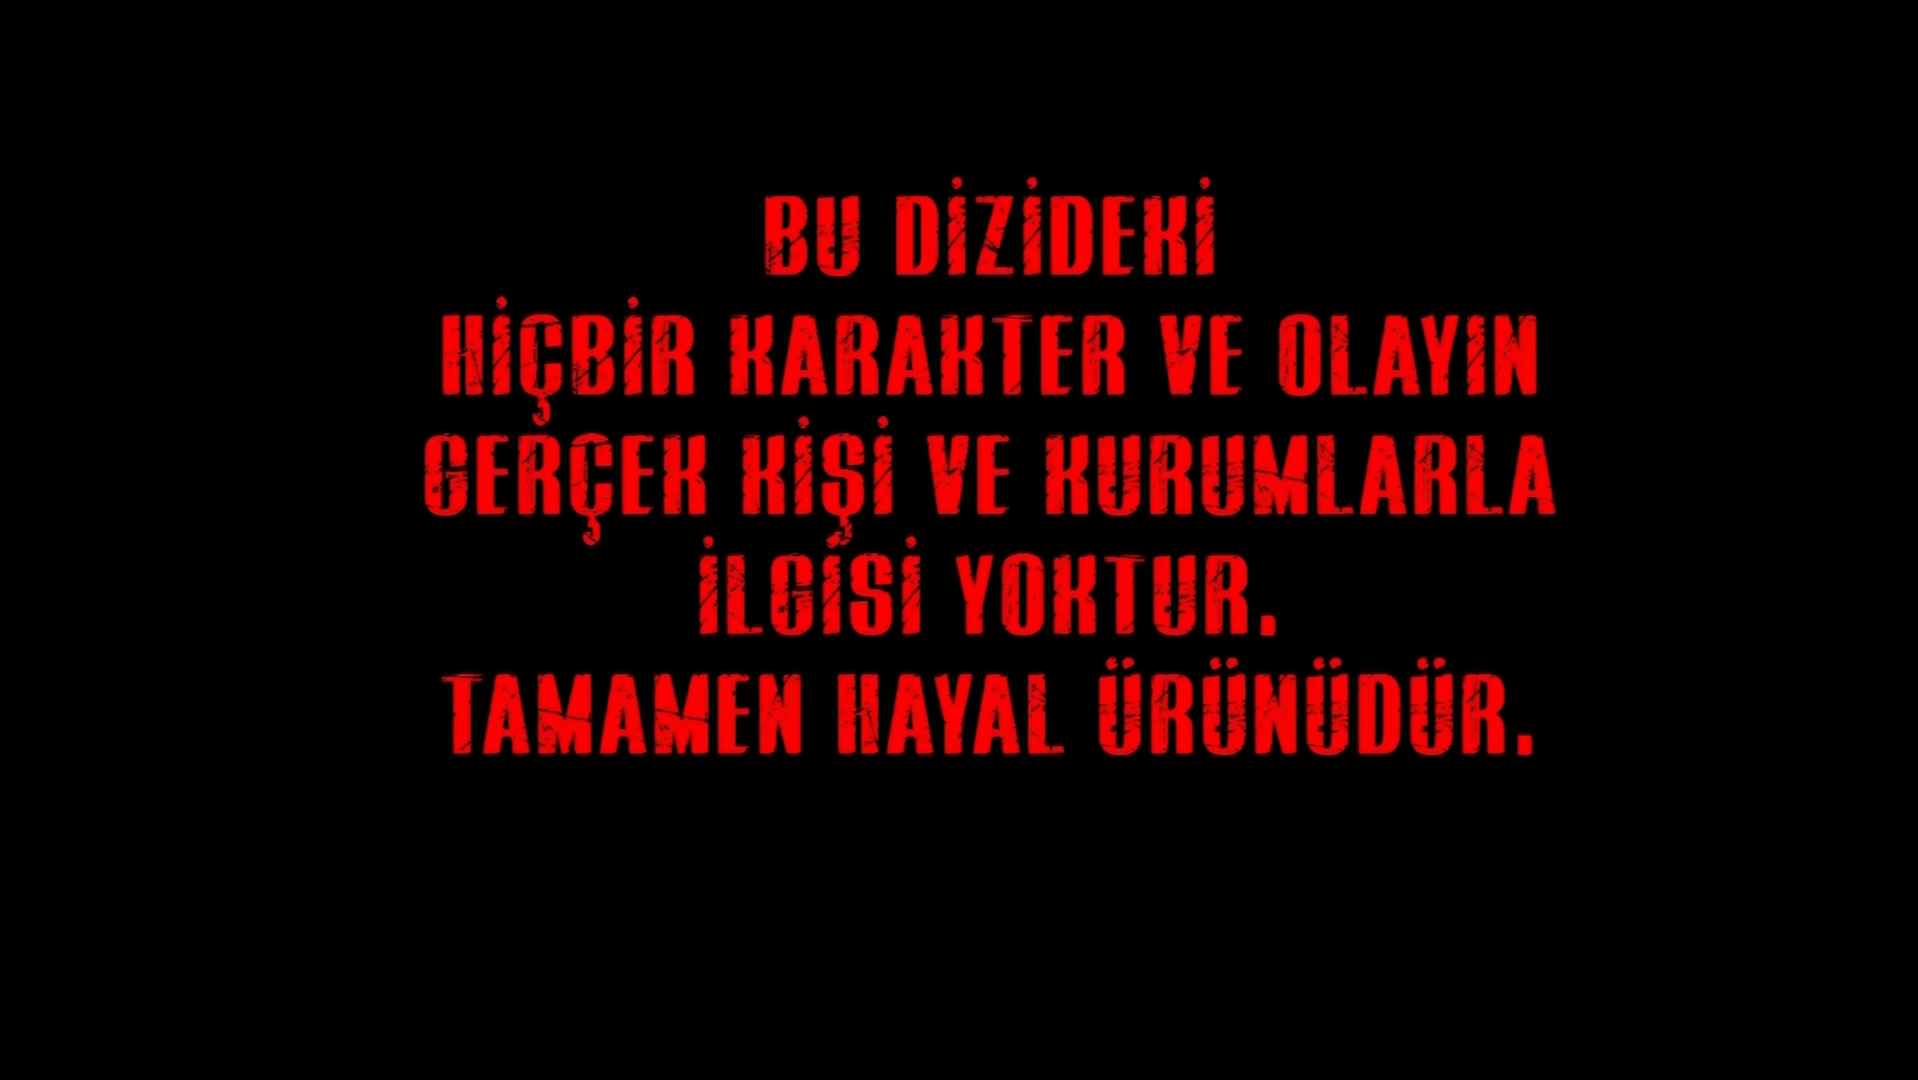 BU DİZİDEKİ
HİÇBİR KARAKTER VE OLAYIN
GERÇEK KİŞİ VE KURUMLARLA
İLGİSİ YOKTUR.
TAMAMEN HAYAL ÜRÜNÜDÜR.